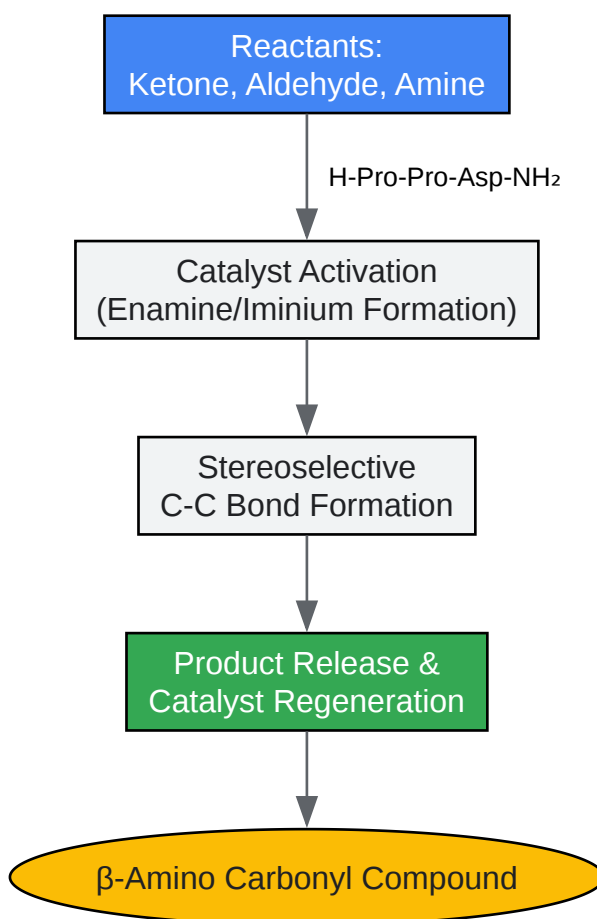 Reactants:
Ketone, Aldehyde, Amine
H-Pro-Pro-Asp-NH₂
Catalyst Activation
(Enamine/Iminium Formation)
Stereoselective
C-C Bond Formation
Product Release &
Catalyst Regeneration
β-Amino Carbonyl Compound